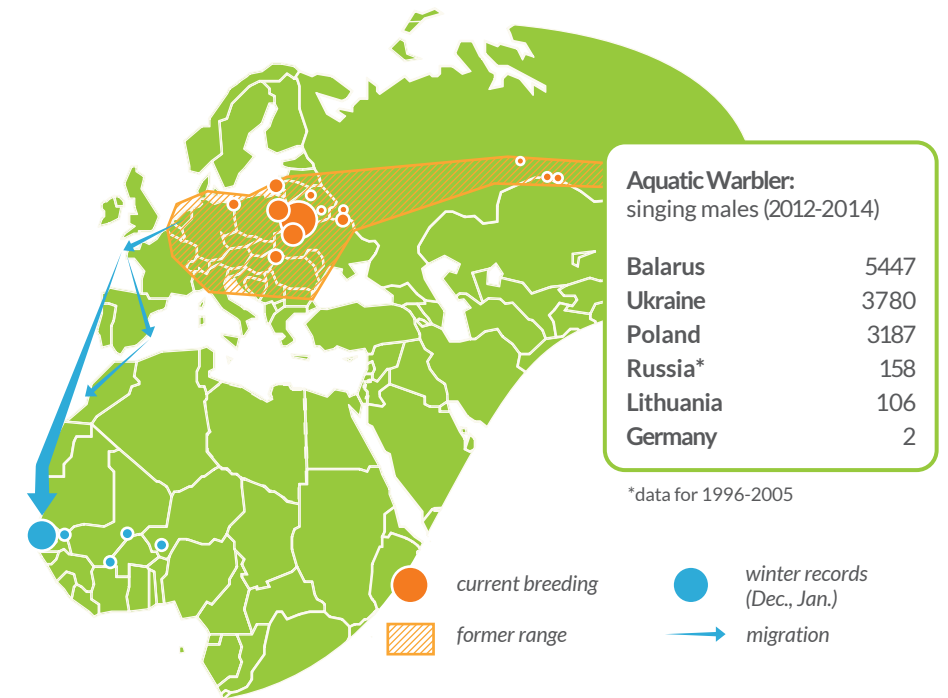 Aquatic Warbler:
singing males (2012-2014)
Balarus 5447
Ukraine 3780
Poland 3187
Russia* 158
Lithuania 106
Germany 2
*data for 1996-2005
current breeding
former range
winter records
(Dec., Jan.)
migration